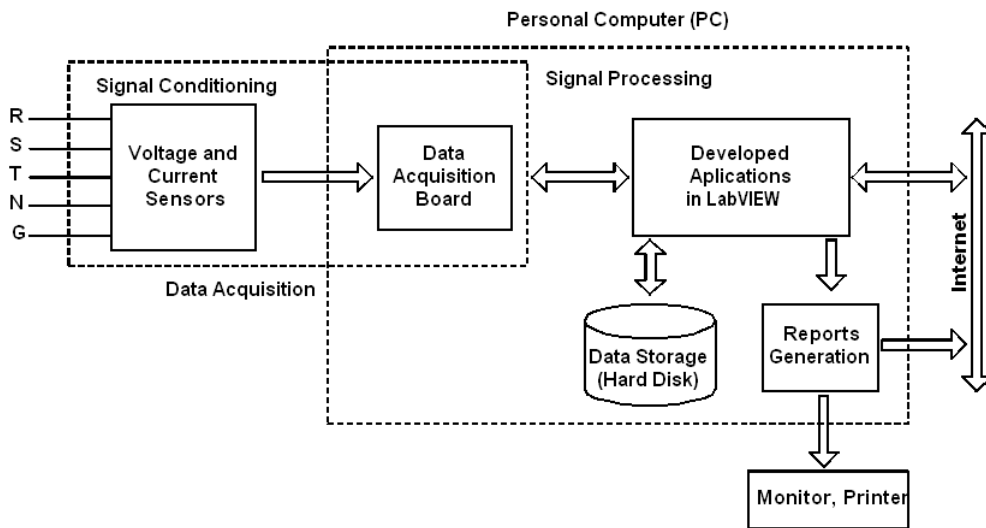 Personal Computer (PC)
Signal Conditioning
Signal Processing
R
S
T
N
G
Voltage and
Current
Sensors
Data
Acquisition
Board
Developed
Aplications
in LabVIEW
Internet
Data Acquisition
Data Storage
(Hard Disk)
Reports
Generation
Monitor, Printer